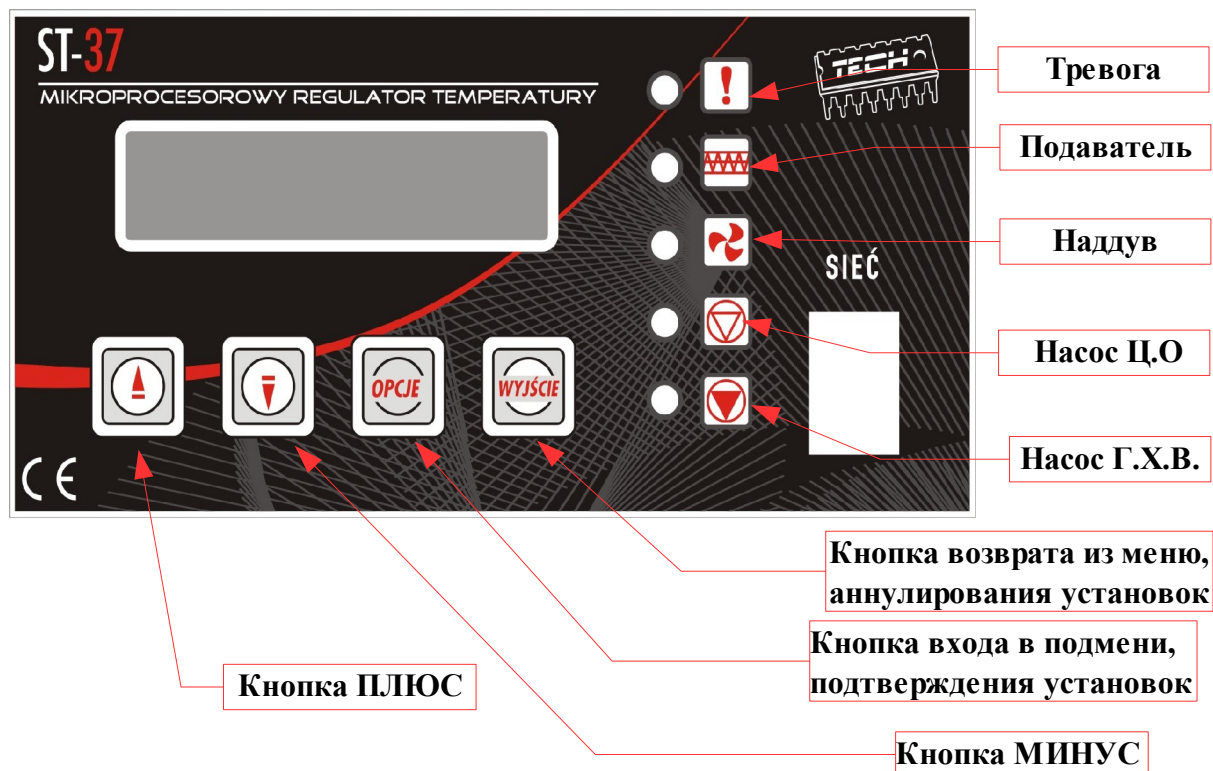 ST-37
MIKROPROCESOROWY REGULATOR TEMPERATURY
TECH
Тревога
Подаватель
Наддув
SIEĆ
Насос Ц.О
OPCJE
WYJŚCIE
Насос Г.Х.В.
CE
Кнопка возврата из меню,
аннулирования установок
Кнопка входа в подмени,
подтверждения установок
Кнопка ПЛЮС
Кнопка МИНУС